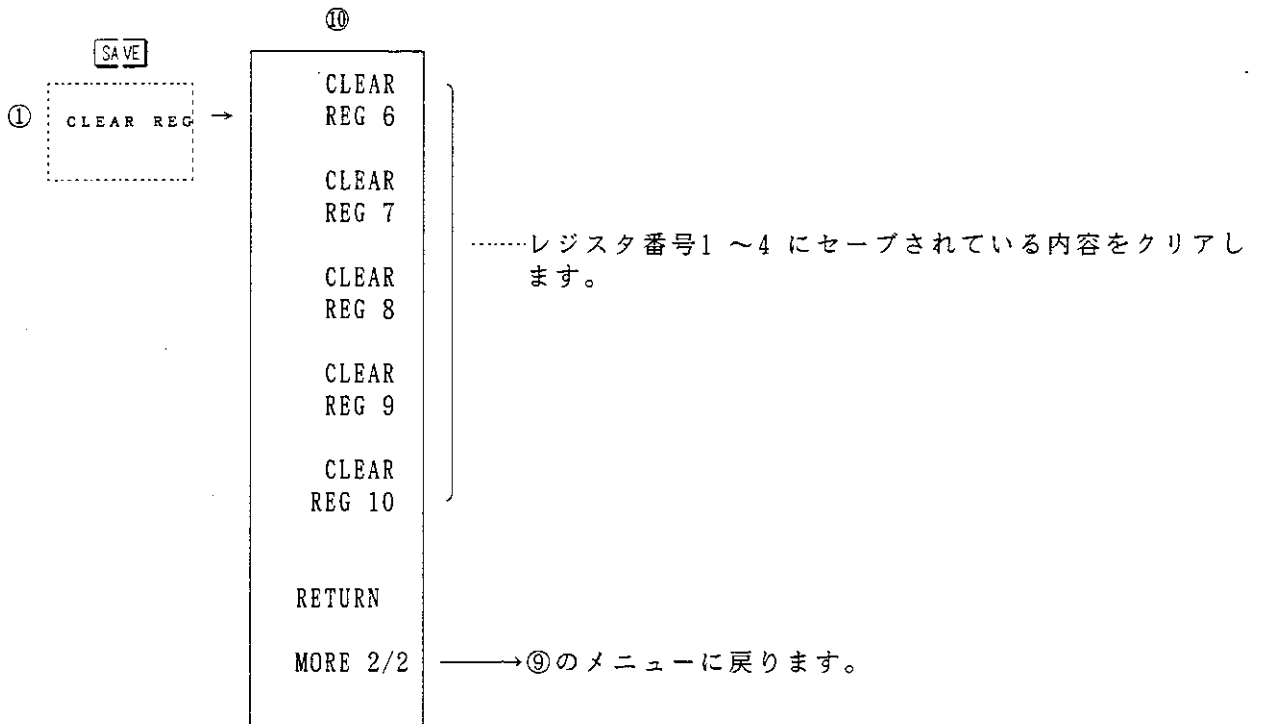 ⑩
SAVE
① CLEAR REG →
CLEAR
REG 6
CLEAR
REG 7
CLEAR
REG 8
CLEAR
REG 9
CLEAR
REG 10
………レジスタ番号1 ～4 にセーブされている内容をクリアし
ます。
RETURN
MORE 2/2 ───→⑨のメニューに戻ります。